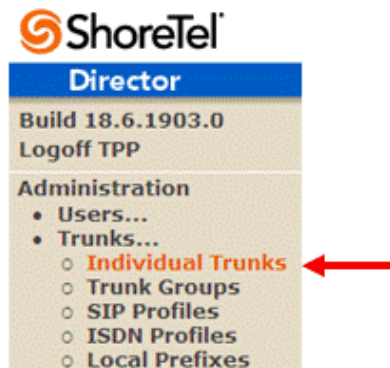 ShoreTel
Director
Build 18.6.1903.0
Logoff TPP
Administration
• Users...
• Trunks...
○ Individual Trunks
○ Trunk Groups
○ SIP Profiles
○ ISDN Profiles
○ Local Prefixes